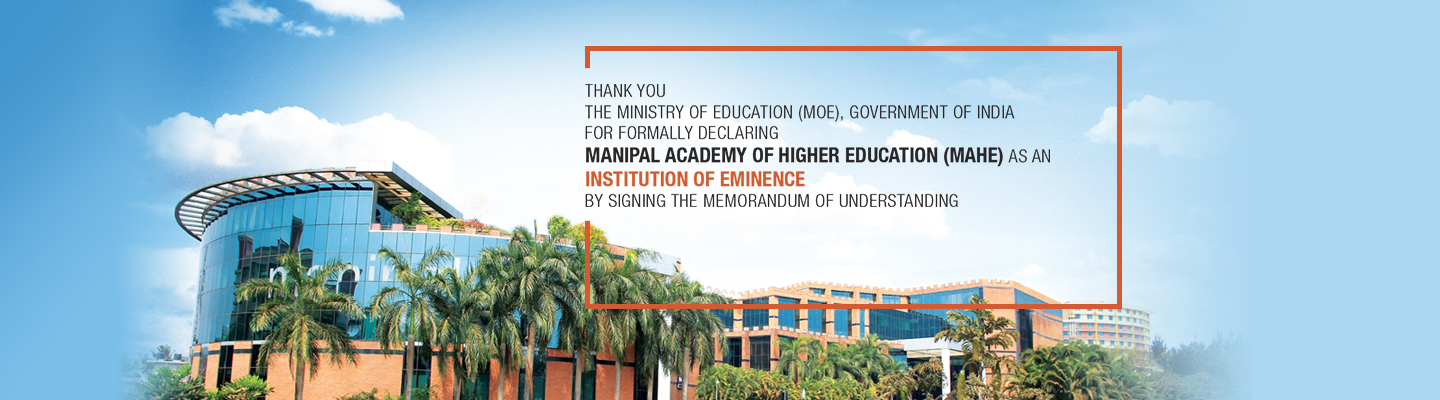 THANK YOU
THE MINISTRY OF EDUCATION (MOE), GOVERNMENT OF INDIA
FOR FORMALLY DECLARING
MANIPAL ACADEMY OF HIGHER EDUCATION (MAHE) AS AN
INSTITUTION OF EMINENCE
BY SIGNING THE MEMORANDUM OF UNDERSTANDING